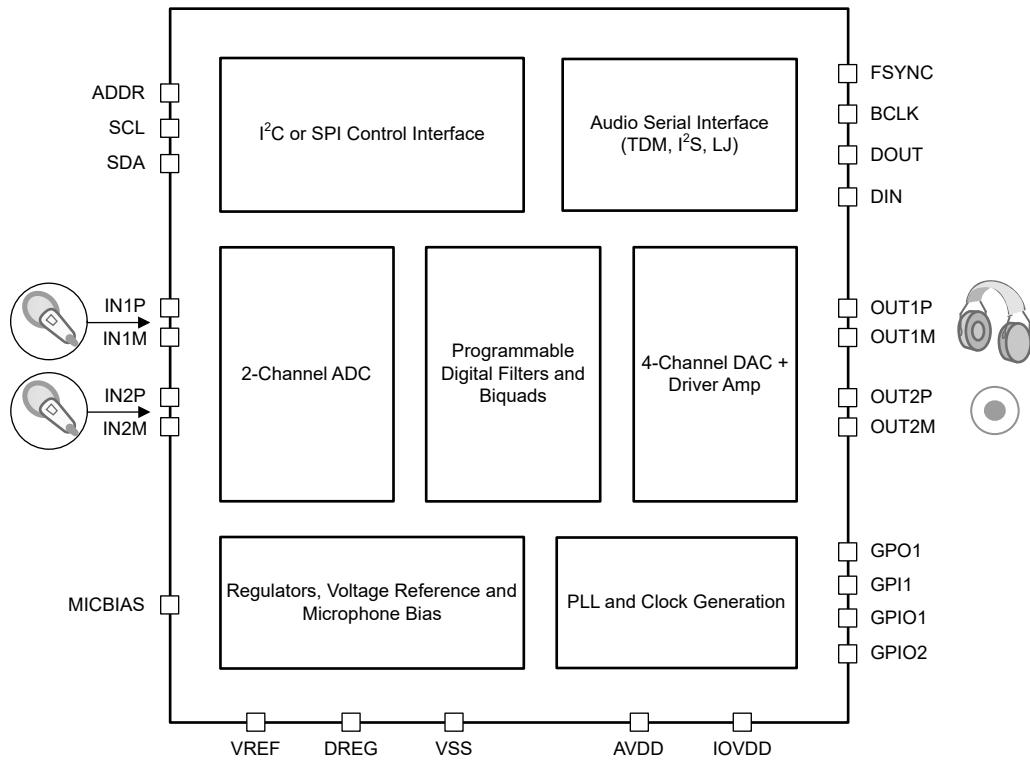 ADDR
SCL
SDA
I²C or SPI Control Interface
Audio Serial Interface
(TDM, I²S, LJ)
FSYNC
BCLK
DOUT
DIN
IN1P
IN1M
IN2P
IN2M
2-Channel ADC
Programmable
Digital Filters and
Biquads
4-Channel DAC +
Driver Amp
OUT1P
OUT1M
OUT2P
OUT2M
MICBIAS
Regulators, Voltage Reference and
Microphone Bias
PLL and Clock Generation
GPO1
GPI1
GPIO1
GPIO2
VREF
DREG
VSS
AVDD
IOVDD